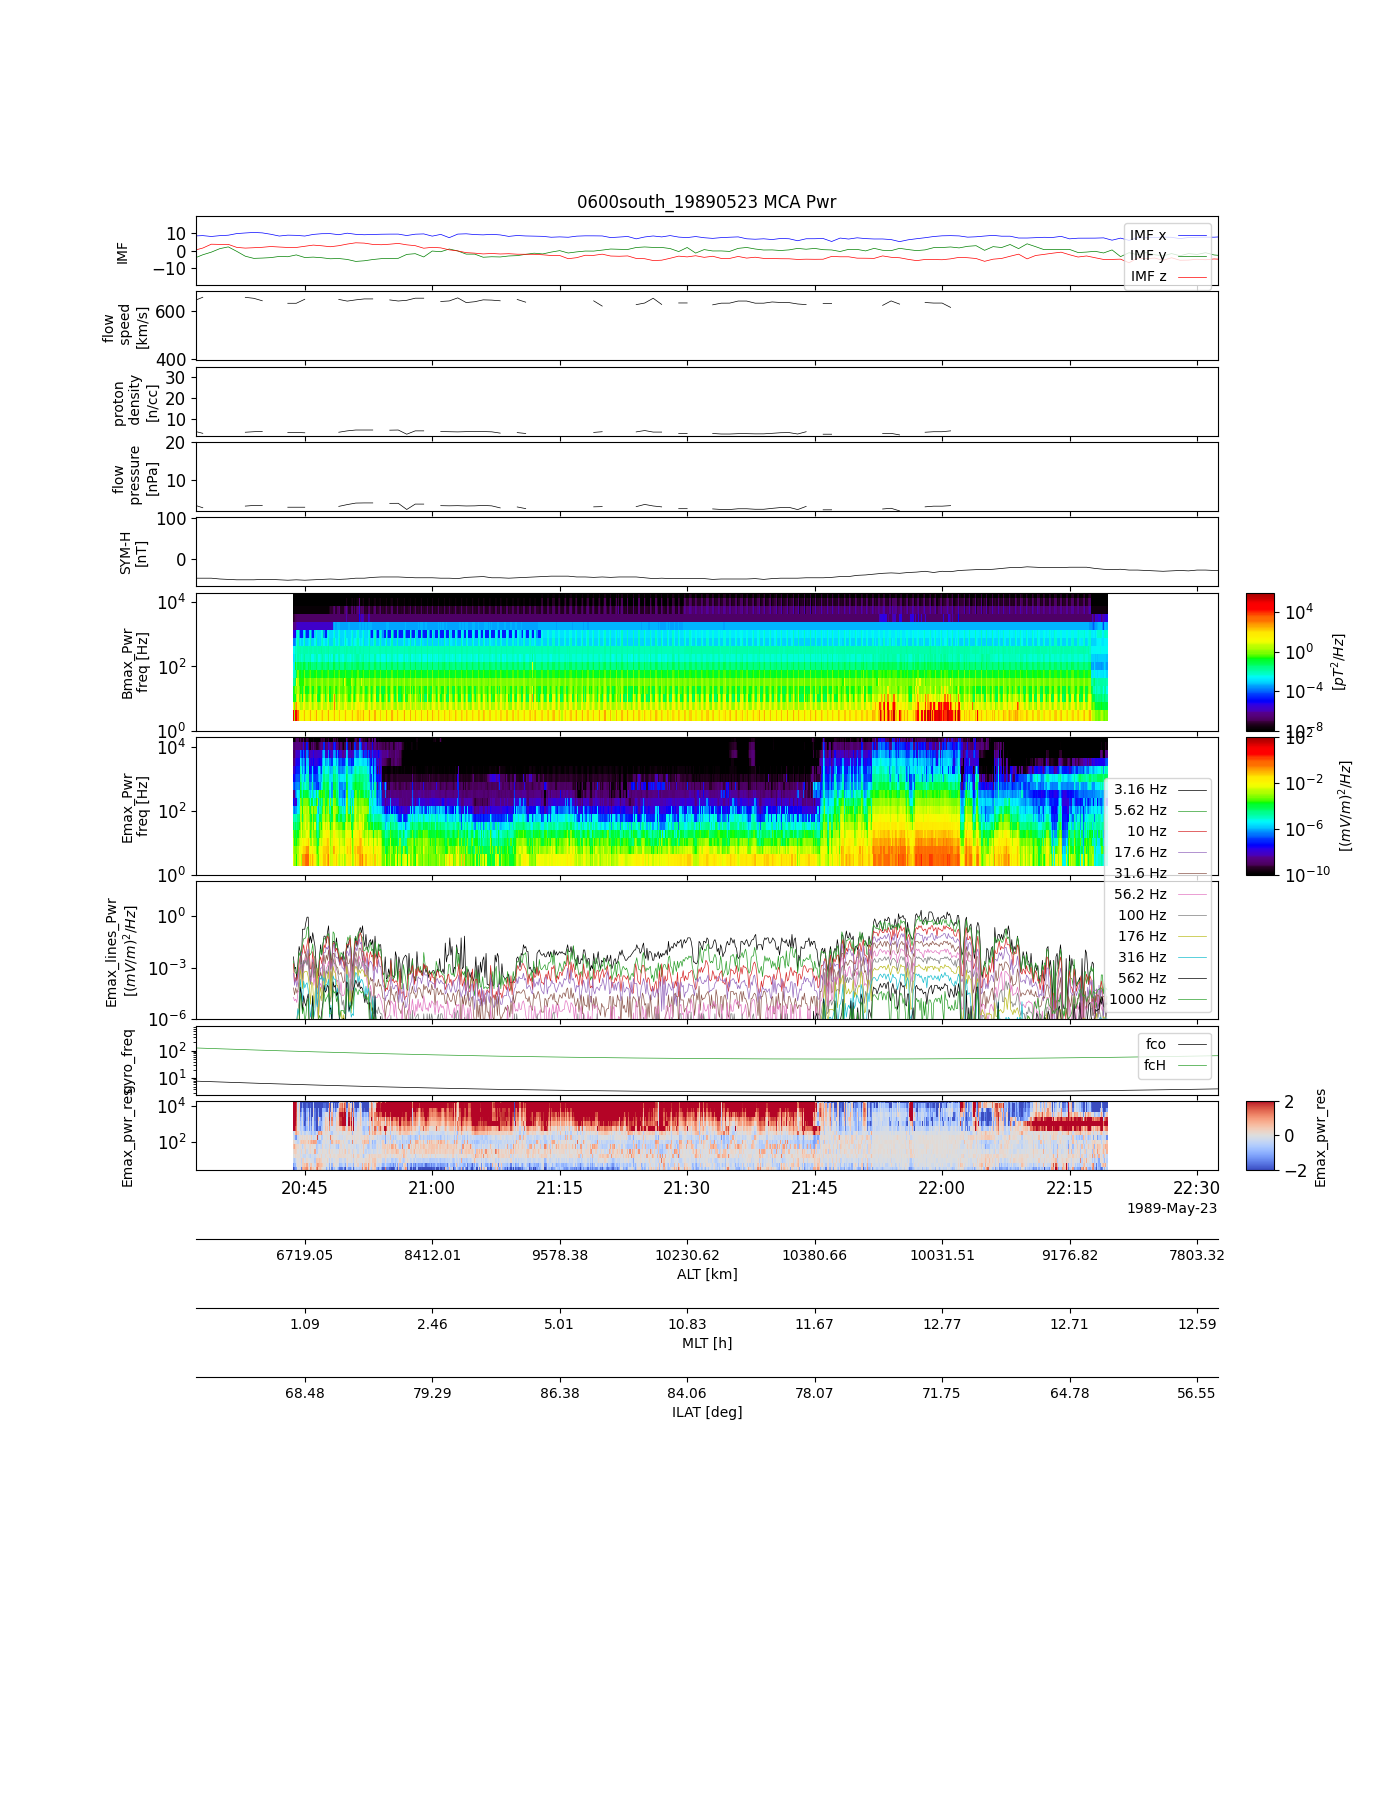 0600south_19890523 MCA Pwr
IMF
10
0
−10
IMF x
IMF y
IMF z
flow
speed
[km/s]
600
400
proton
density
[n/cc]
30
20
10
flow
pressure
[nPa]
20
10
SYM-H
[nT]
100
0
Bmax_Pwr
freq [Hz]
10^4
10^2
10^0
10^4
10^0
10^−4
10^−8
[pT^2/Hz]
Emax_Pwr
freq [Hz]
10^4
10^2
10^0
10^2
10^−2
10^−6
10^−10
[(mV/m)^2/Hz]
3.16 Hz
5.62 Hz
10 Hz
17.6 Hz
31.6 Hz
56.2 Hz
100 Hz
176 Hz
316 Hz
562 Hz
1000 Hz
Emax_lines_Pwr
[(mV/m)^2/Hz]
10^0
10^−3
10^−6
gyro_freq
10^2
10^1
fco
fcH
Emax_pwr_res
10^4
10^2
2
0
−2
Emax_pwr_res
20:45 21:00 21:15 21:30 21:45 22:00 22:15 22:30
1989-May-23
6719.05 8412.01 9578.38 10230.62 10380.66 10031.51 9176.82 7803.32
ALT [km]
1.09 2.46 5.01 10.83 11.67 12.77 12.71 12.59
MLT [h]
68.48 79.29 86.38 84.06 78.07 71.75 64.78 56.55
ILAT [deg]